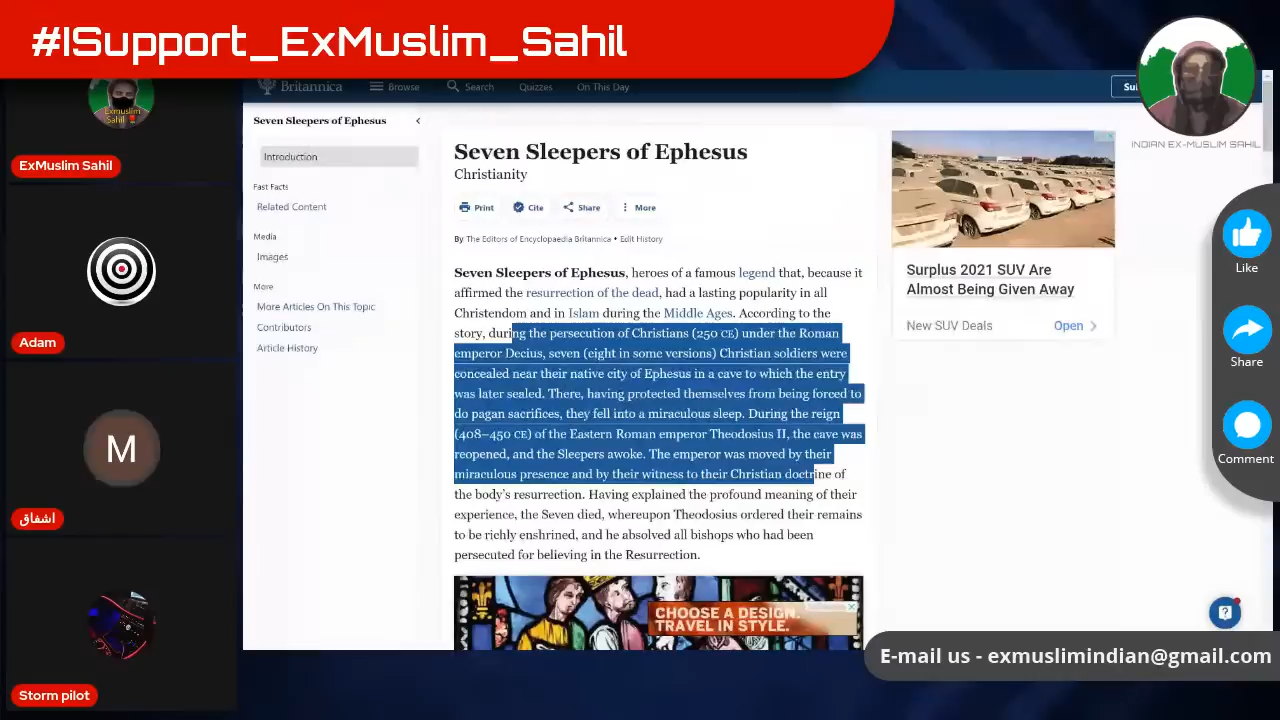 #ISupport_ExMuslim_Sahil
Britannica
Browse
Search
Quizzes
On This Day
INDIAN EX-MUSLIM SAHIL
Exmuslim
Sahil
ExMuslim Sahil
Adam
M
اشفاق
Storm pilot
Seven Sleepers of Ephesus
Introduction
Fast Facts
Related Content
Media
Images
More
More Articles On This Topic
Contributors
Article History
Seven Sleepers of Ephesus
Christianity
Print
Cite
Share
More
By The Editors of Encyclopaedia Britannica • Edit History
Seven Sleepers of Ephesus, heroes of a famous legend that, because it
affirmed the resurrection of the dead, had a lasting popularity in all
Christendom and in Islam during the Middle Ages. According to the
story, during the persecution of Christians (250 CE) under the Roman
emperor Decius, seven (eight in some versions) Christian soldiers were
concealed near their native city of Ephesus in a cave to which the entry
was later sealed. There, having protected themselves from being forced to
do pagan sacrifices, they fell into a miraculous sleep. During the reign
(408–450 CE) of the Eastern Roman emperor Theodosius II, the cave was
reopened, and the Sleepers awoke. The emperor was moved by their
miraculous presence and by their witness to their Christian doctrine of
the body's resurrection. Having explained the profound meaning of their
experience, the Seven died, whereupon Theodosius ordered their remains
to be richly enshrined, and he absolved all bishops who had been
persecuted for believing in the Resurrection.
CHOOSE A DESIGN.
TRAVEL IN STYLE.
Surplus 2021 SUV Are
Almost Being Given Away
New SUV Deals
Open
Like
Share
Comment
E-mail us - exmuslimindian@gmail.com